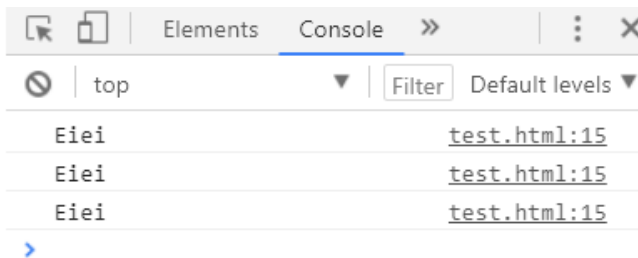 Elements Console »
top Filter Default levels
Eiei test.html:15
Eiei test.html:15
Eiei test.html:15
>